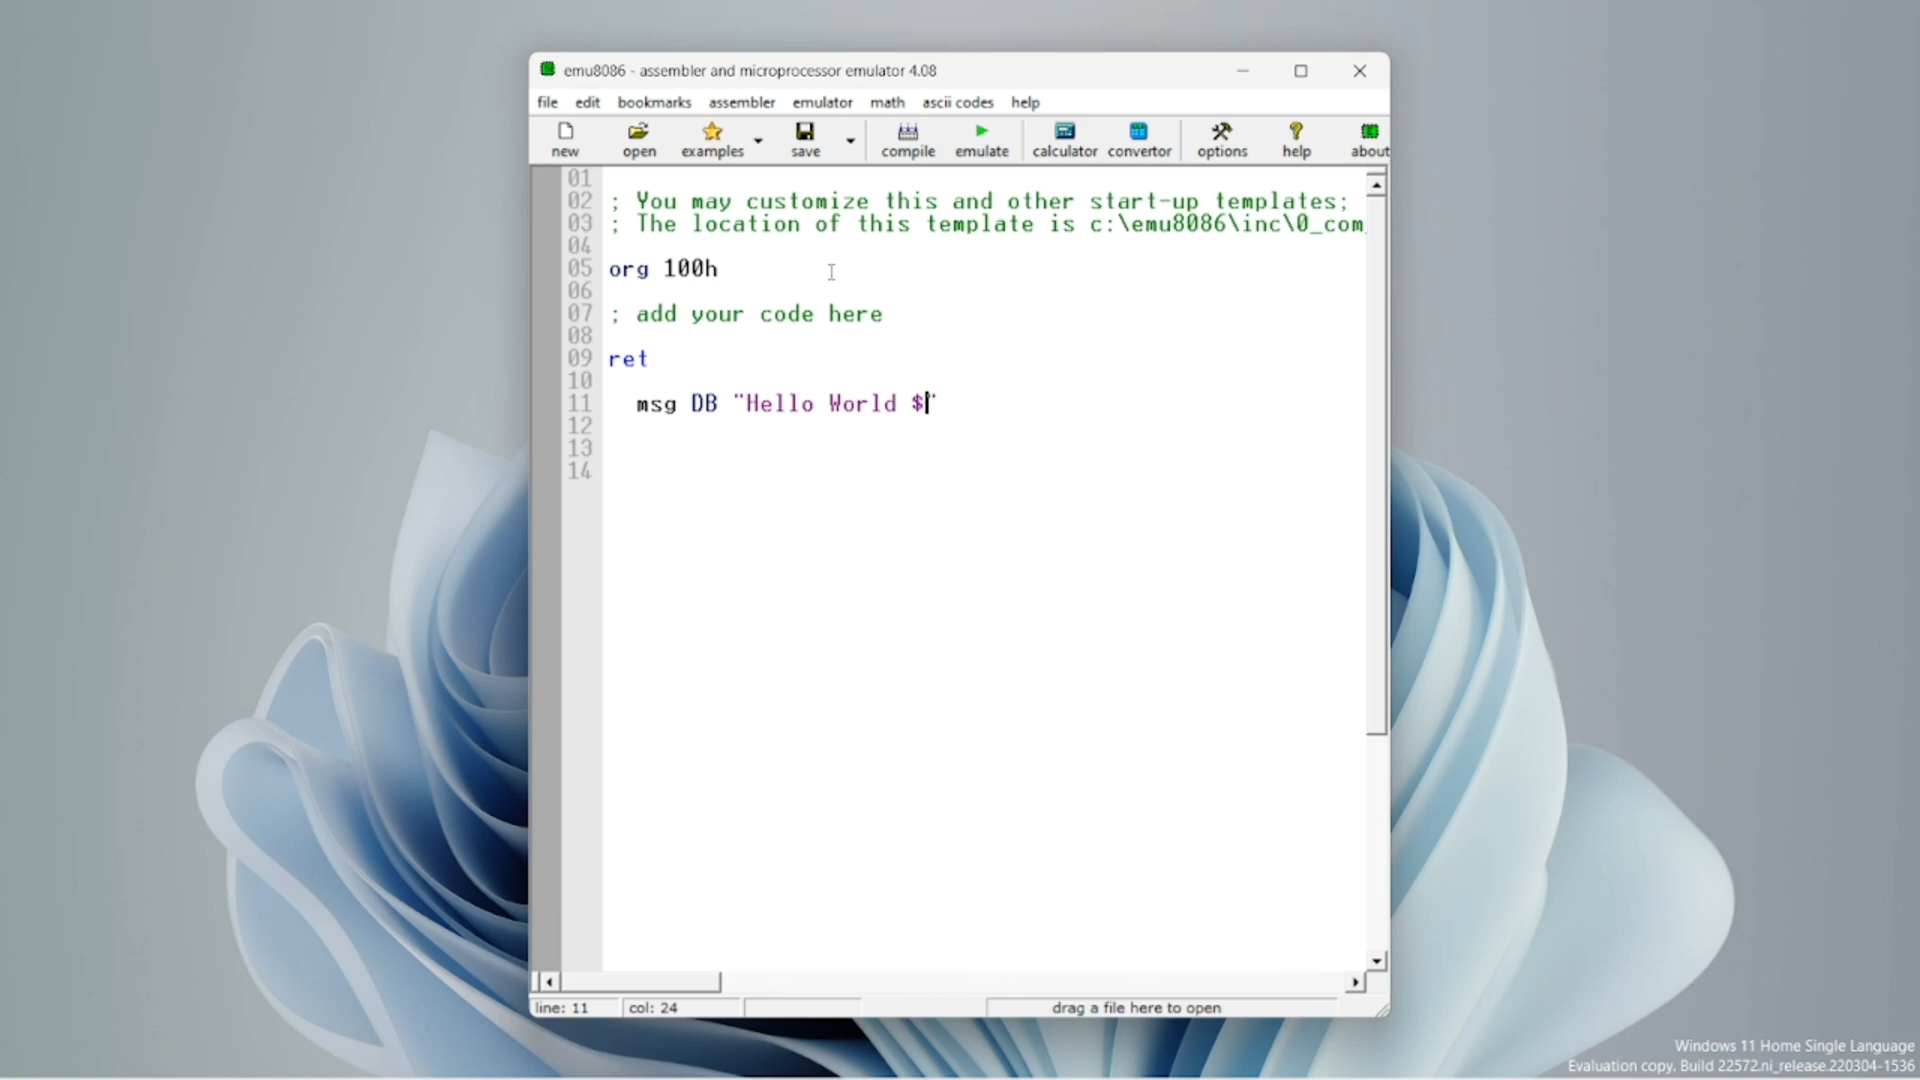 emu8086 - assembler and microprocessor emulator 4.08
file edit bookmarks assembler emulator math ascii codes help
new open examples save compile emulate calculator convertor options help about
01
02 ; You may customize this and other start-up templates;
03 ; The location of this template is c:\emu8086\inc\0_com_
04
05 org 100h
06
07 ; add your code here
08
09 ret
10
11 msg DB "Hello World $"
12
13
14
line: 11 col: 24 drag a file here to open
Windows 11 Home Single Language
Evaluation copy. Build 22572.ni_release.220304-1536